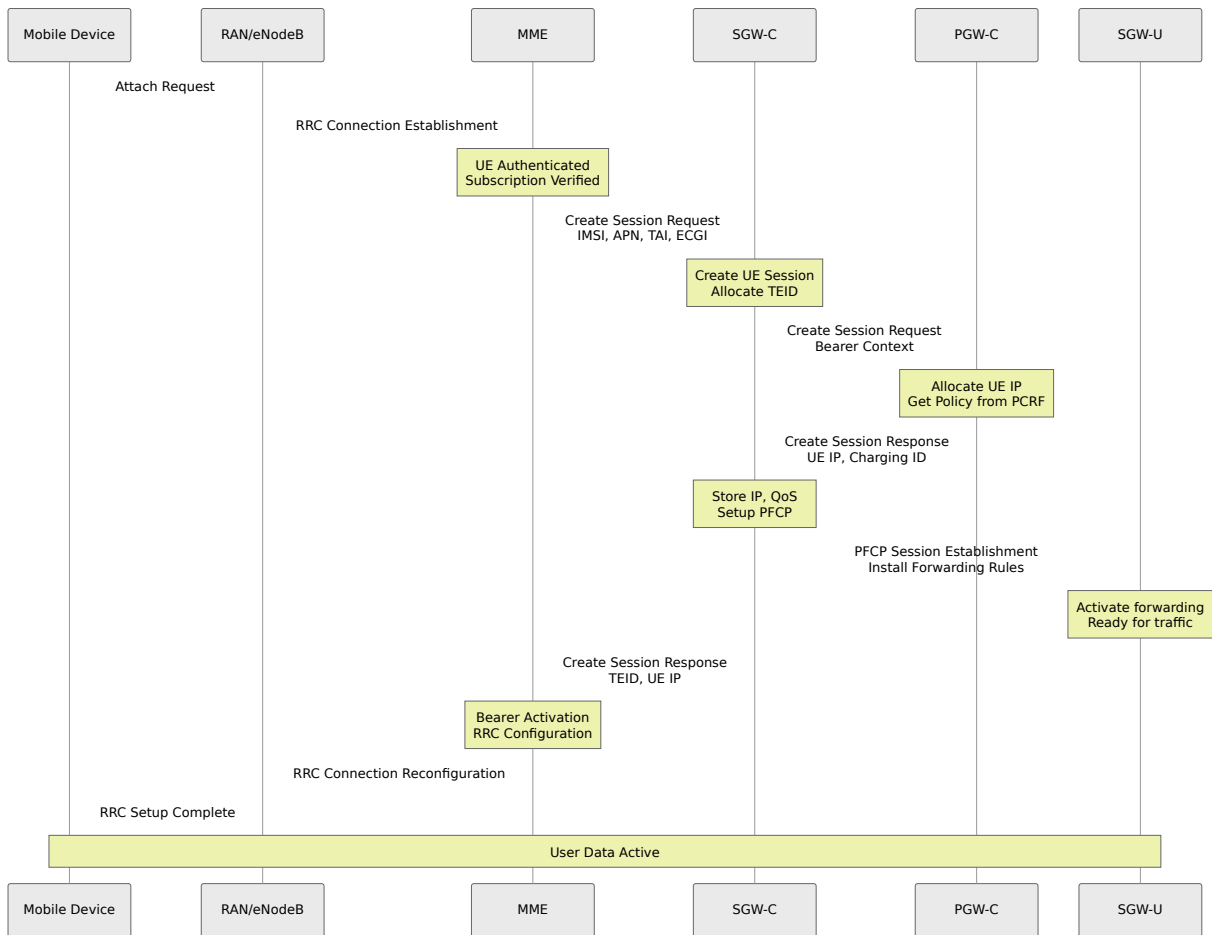 Mobile Device
RAN/eNodeB
MME
SGW-C
PGW-C
SGW-U
Attach Request
RRC Connection Establishment
UE Authenticated
Subscription Verified
Create Session Request
IMSI, APN, TAI, ECGI
Create UE Session
Allocate TEID
Create Session Request
Bearer Context
Allocate UE IP
Get Policy from PCRF
Create Session Response
UE IP, Charging ID
Store IP, QoS
Setup PFCP
PFCP Session Establishment
Install Forwarding Rules
Activate forwarding
Ready for traffic
Create Session Response
TEID, UE IP
Bearer Activation
RRC Configuration
RRC Connection Reconfiguration
RRC Setup Complete
User Data Active
Mobile Device
RAN/eNodeB
MME
SGW-C
PGW-C
SGW-U